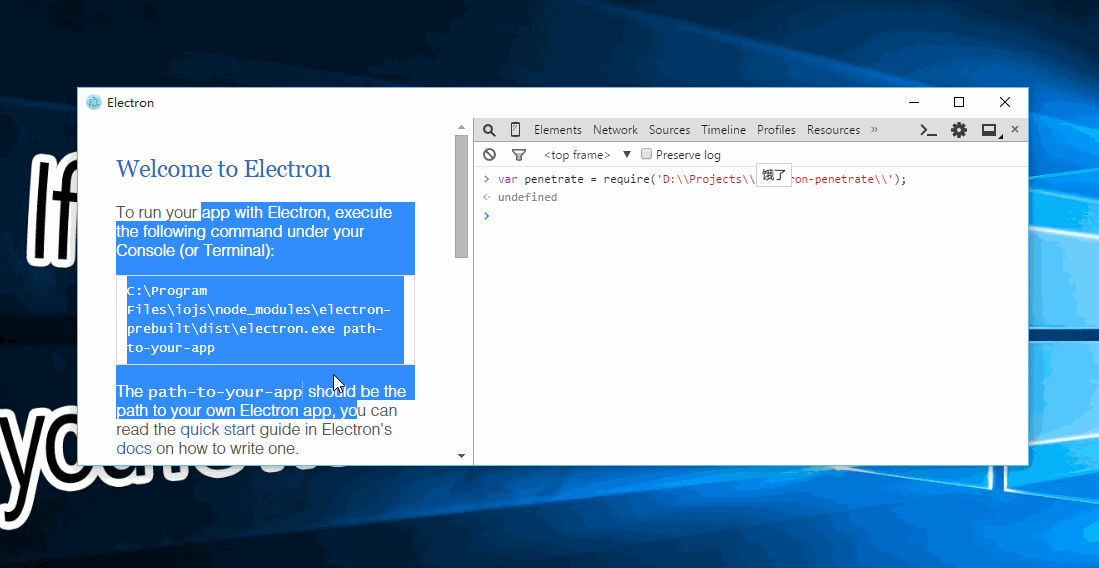 If
Electron
Welcome to Electron
To run your app with Electron, execute
the following command under your
Console (or Terminal):
C:\Program
Files\iojs\node_modules\electron-
prebuilt\dist\electron.exe path-
to-your-app
The path-to-your-app should be the
path to your own Electron app, you can
read the quick start guide in Electron's
docs on how to write one.
Elements Network Sources Timeline Profiles Resources »
<top frame> ▼ Preserve log
> var penetrate = require('D:\\Projects\\ron-penetrate\\');
饿了
undefined
>